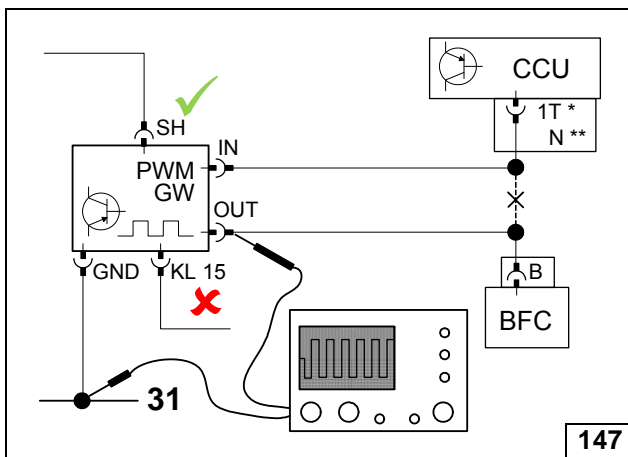 CCU
1T *
N **
SH
IN
PWM
GW
OUT
GND
KL 15
B
BFC
31
147